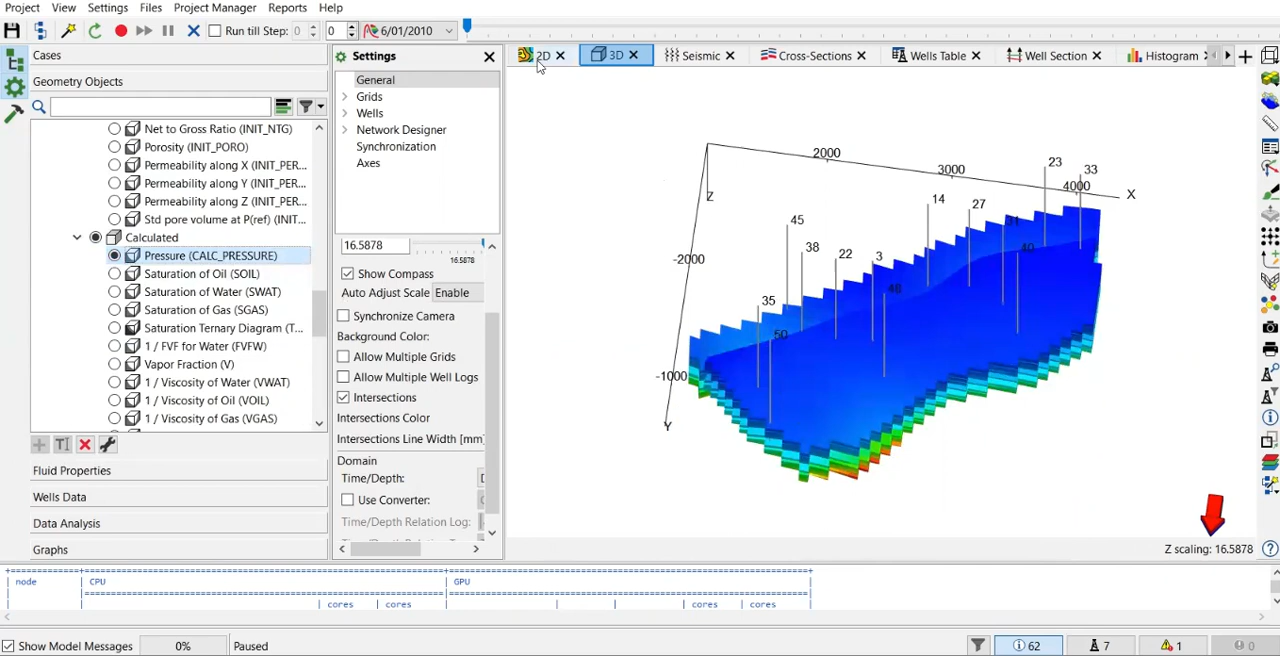 Project View Settings Files Project Manager Reports Help
Run till Step: 0 0 6/01/2010
Cases
Geometry Objects
Net to Gross Ratio (INIT_NTG)
Porosity (INIT_PORO)
Permeability along X (INIT_PER...
Permeability along Y (INIT_PER...
Permeability along Z (INIT_PER...
Std pore volume at P(ref) (INIT...
Calculated
Pressure (CALC_PRESSURE)
Saturation of Oil (SOIL)
Saturation of Water (SWAT)
Saturation of Gas (SGAS)
Saturation Ternary Diagram (T...
1 / FVF for Water (FVFW)
Vapor Fraction (V)
1 / Viscosity of Water (VWAT)
1 / Viscosity of Oil (VOIL)
1 / Viscosity of Gas (VGAS)
Fluid Properties
Wells Data
Data Analysis
Graphs
Settings
General
Grids
Wells
Network Designer
Synchronization
Axes
16.5878
16.5878
Show Compass
Auto Adjust Scale Enable
Synchronize Camera
Background Color:
Allow Multiple Grids
Allow Multiple Well Logs
Intersections
Intersections Color
Intersections Line Width [mm]
Domain
Time/Depth:
Use Converter:
Time/Depth Relation Log:
2D 3D Seismic Cross-Sections Wells Table Well Section Histogram
2000
3000
4000
X
Z
-2000
-1000
Y
23
33
14
27
31
40
45
38
22
3
48
35
50
Z scaling: 16.5878
node CPU GPU
cores cores cores cores
Show Model Messages 0% Paused 62 7 1 0